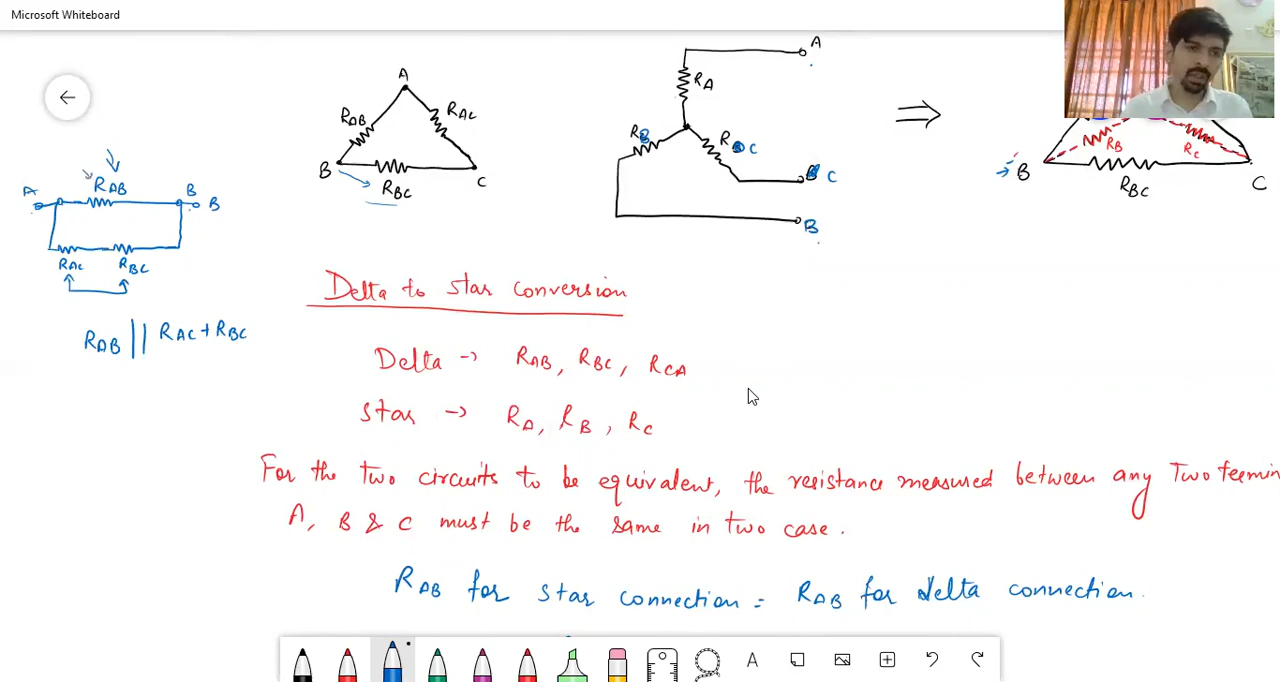 Microsoft Whiteboard
A
RAB
RAC
B
C
RBC
A
RA
RB
RC
C
B
B
RB
RC
RBC
C
RAB
A
B
B
RAC
RBC
RAB || RAC + RBC
Delta to star conversion
Delta → RAB, RBC, RCA
Star → RA, RB, RC
For the two circuits to be equivalent, the resistance measured between any Two termin
A, B & C must be the same in two case.
RAB for star connection = RAB for delta connection.
A